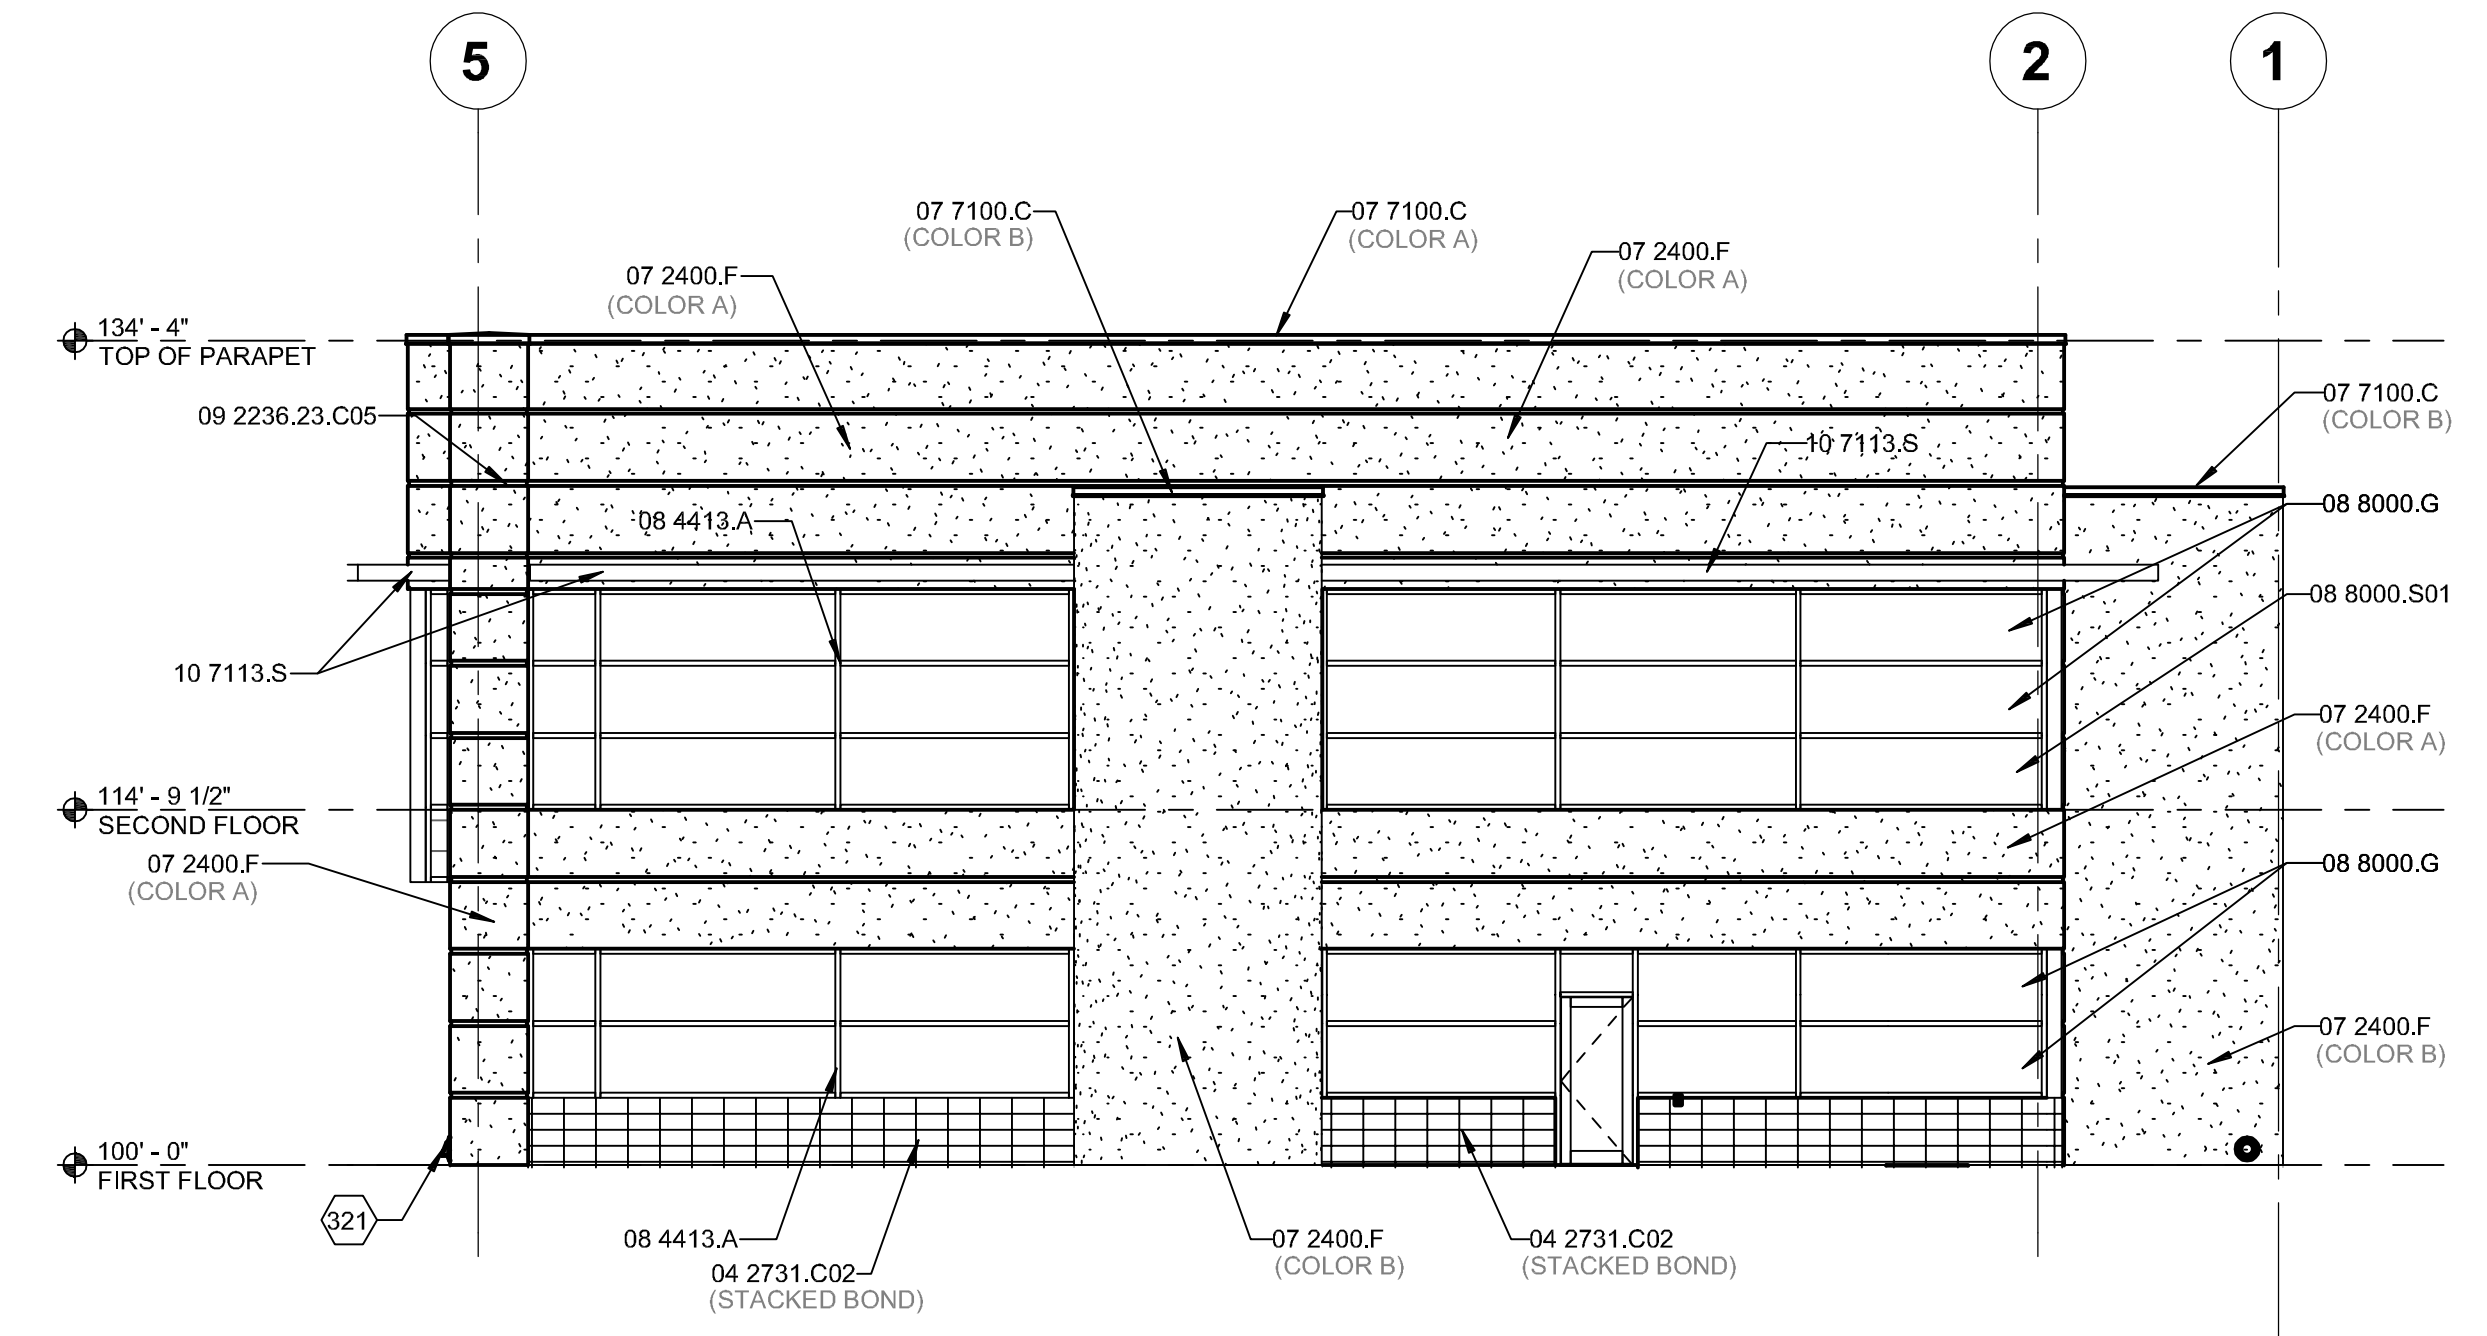 5
2
1
07 7100.C
(COLOR B)
07 7100.C
(COLOR A)
07 2400.F
(COLOR A)
07 2400.F
(COLOR A)
134' - 4"
TOP OF PARAPET
09 2236.23.C05
07 7100.C
(COLOR B)
10 7113.S
08 4413.A
08 8000.G
08 8000.S01
10 7113.S
07 2400.F
(COLOR A)
114' - 9 1/2"
SECOND FLOOR
07 2400.F
(COLOR A)
08 8000.G
07 2400.F
(COLOR B)
100' - 0"
FIRST FLOOR
321
08 4413.A
04 2731.C02
(STACKED BOND)
07 2400.F
(COLOR B)
04 2731.C02
(STACKED BOND)